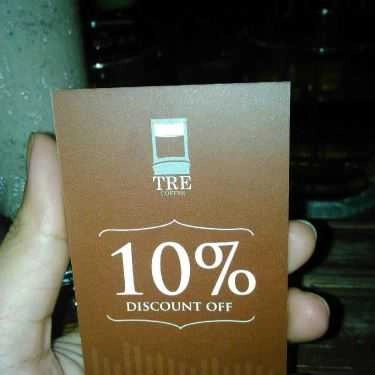 TRE
COFFEE
10%
DISCOUNT OFF